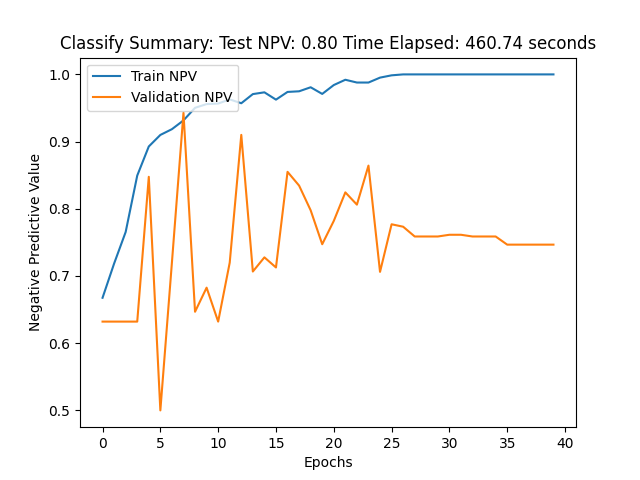 Classify Summary: Test NPV: 0.80 Time Elapsed: 460.74 seconds
Train NPV
Validation NPV
1.0
0.9
0.8
0.7
0.6
0.5
Negative Predictive Value
0 5 10 15 20 25 30 35 40
Epochs